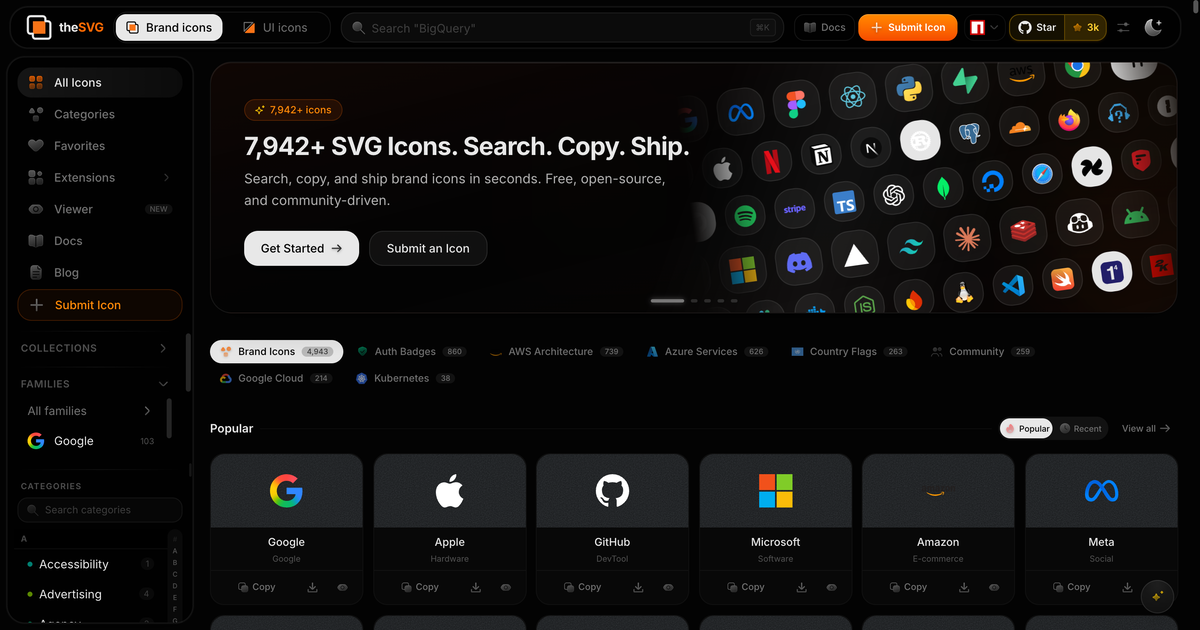 theSVG
Brand icons
UI icons
Search "BigQuery"
⌘K
Docs
Submit Icon
Star
3k
All Icons
Categories
Favorites
Extensions
Viewer
NEW
Docs
Blog
Submit Icon
COLLECTIONS
FAMILIES
All families
Google
103
CATEGORIES
Search categories
A
Accessibility
1
Advertising
4
#
A
B
C
D
E
F
7,942+ icons
7,942+ SVG Icons. Search. Copy. Ship.
Search, copy, and ship brand icons in seconds. Free, open-source,
and community-driven.
Get Started
Submit an Icon
aws
stripe
TS
Brand Icons 4,943
Auth Badges 860
AWS Architecture 739
Azure Services 626
Country Flags 263
Community 259
Google Cloud 214
Kubernetes 38
Popular
Popular
Recent
View all
Google
Google
Copy
Apple
Hardware
Copy
GitHub
DevTool
Copy
Microsoft
Software
Copy
Amazon
E-commerce
Copy
Meta
Social
Copy